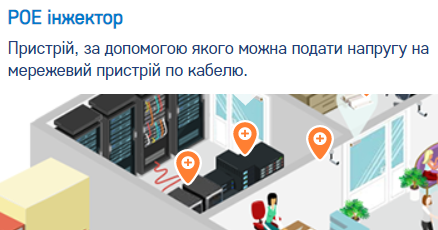 POE інжектор
Пристрій, за допомогою якого можна подати напругу на
мережевий пристрій по кабелю.